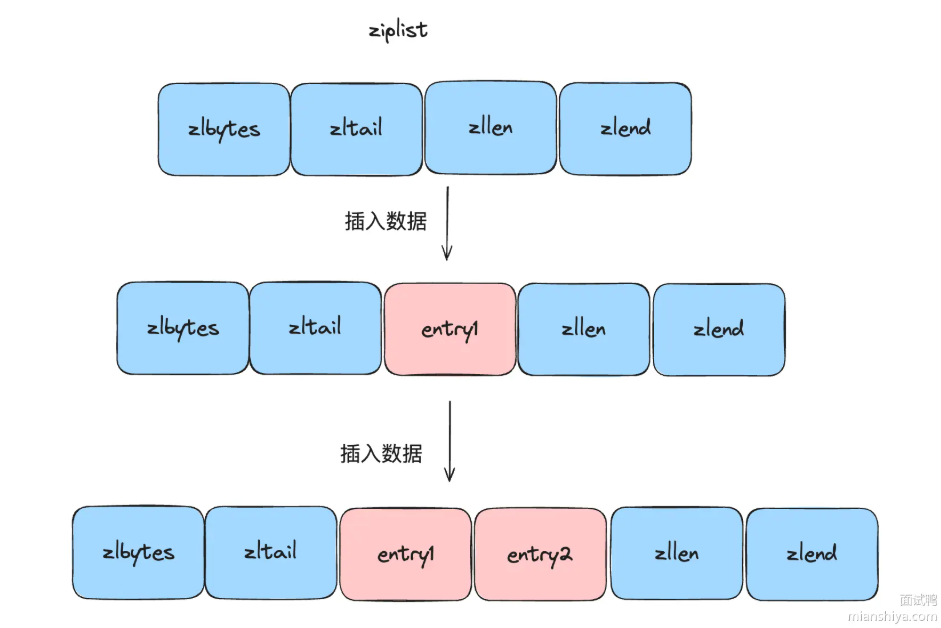 ziplist
zlbytes zltail zllen zlend
插入数据
zlbytes zltail entry1 zllen zlend
插入数据
zlbytes zltail entry1 entry2 zllen zlend
面试鸭
mianshiya.com